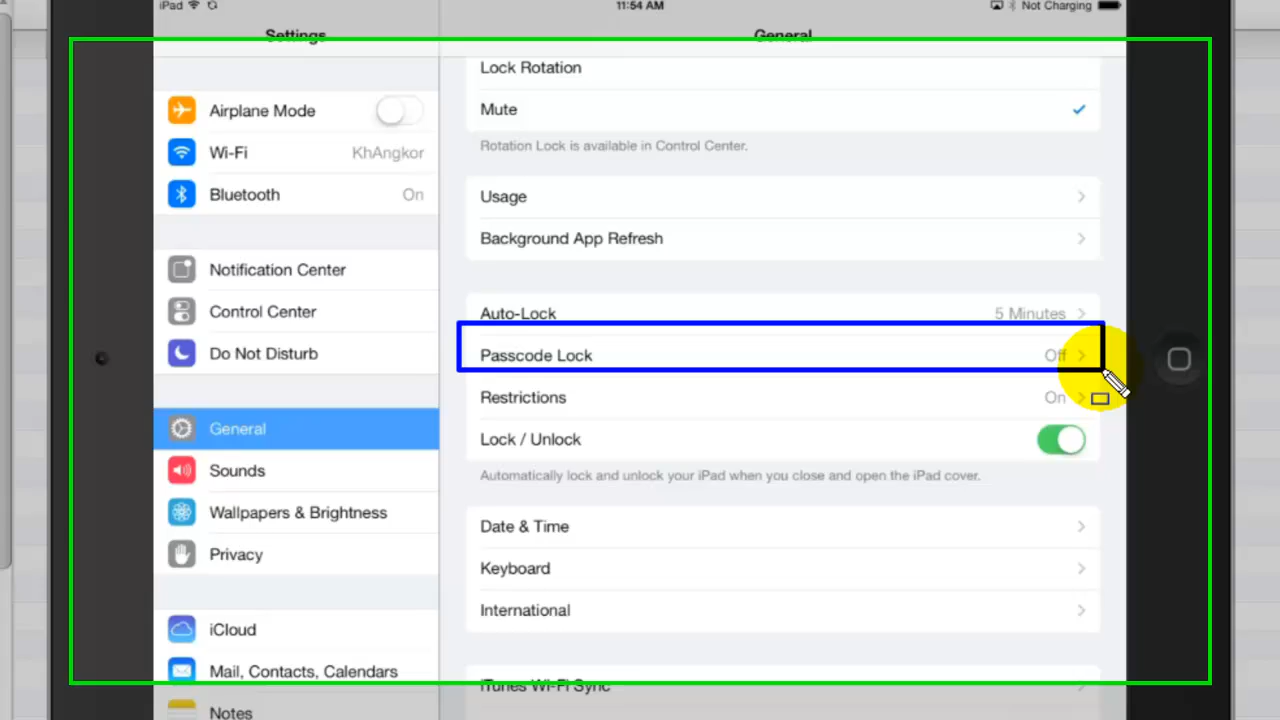 iPad
11:54 AM
Not Charging
Settings
General
Airplane Mode
Wi-Fi
KhAngkor
Bluetooth
On
Notification Center
Control Center
Do Not Disturb
General
Sounds
Wallpapers & Brightness
Privacy
iCloud
Mail, Contacts, Calendars
Notes
Lock Rotation
Mute
Rotation Lock is available in Control Center.
Usage
Background App Refresh
Auto-Lock
5 Minutes
Passcode Lock
Off
Restrictions
On
Lock / Unlock
Automatically lock and unlock your iPad when you close and open the iPad cover.
Date & Time
Keyboard
International
iTunes Wi-Fi Sync